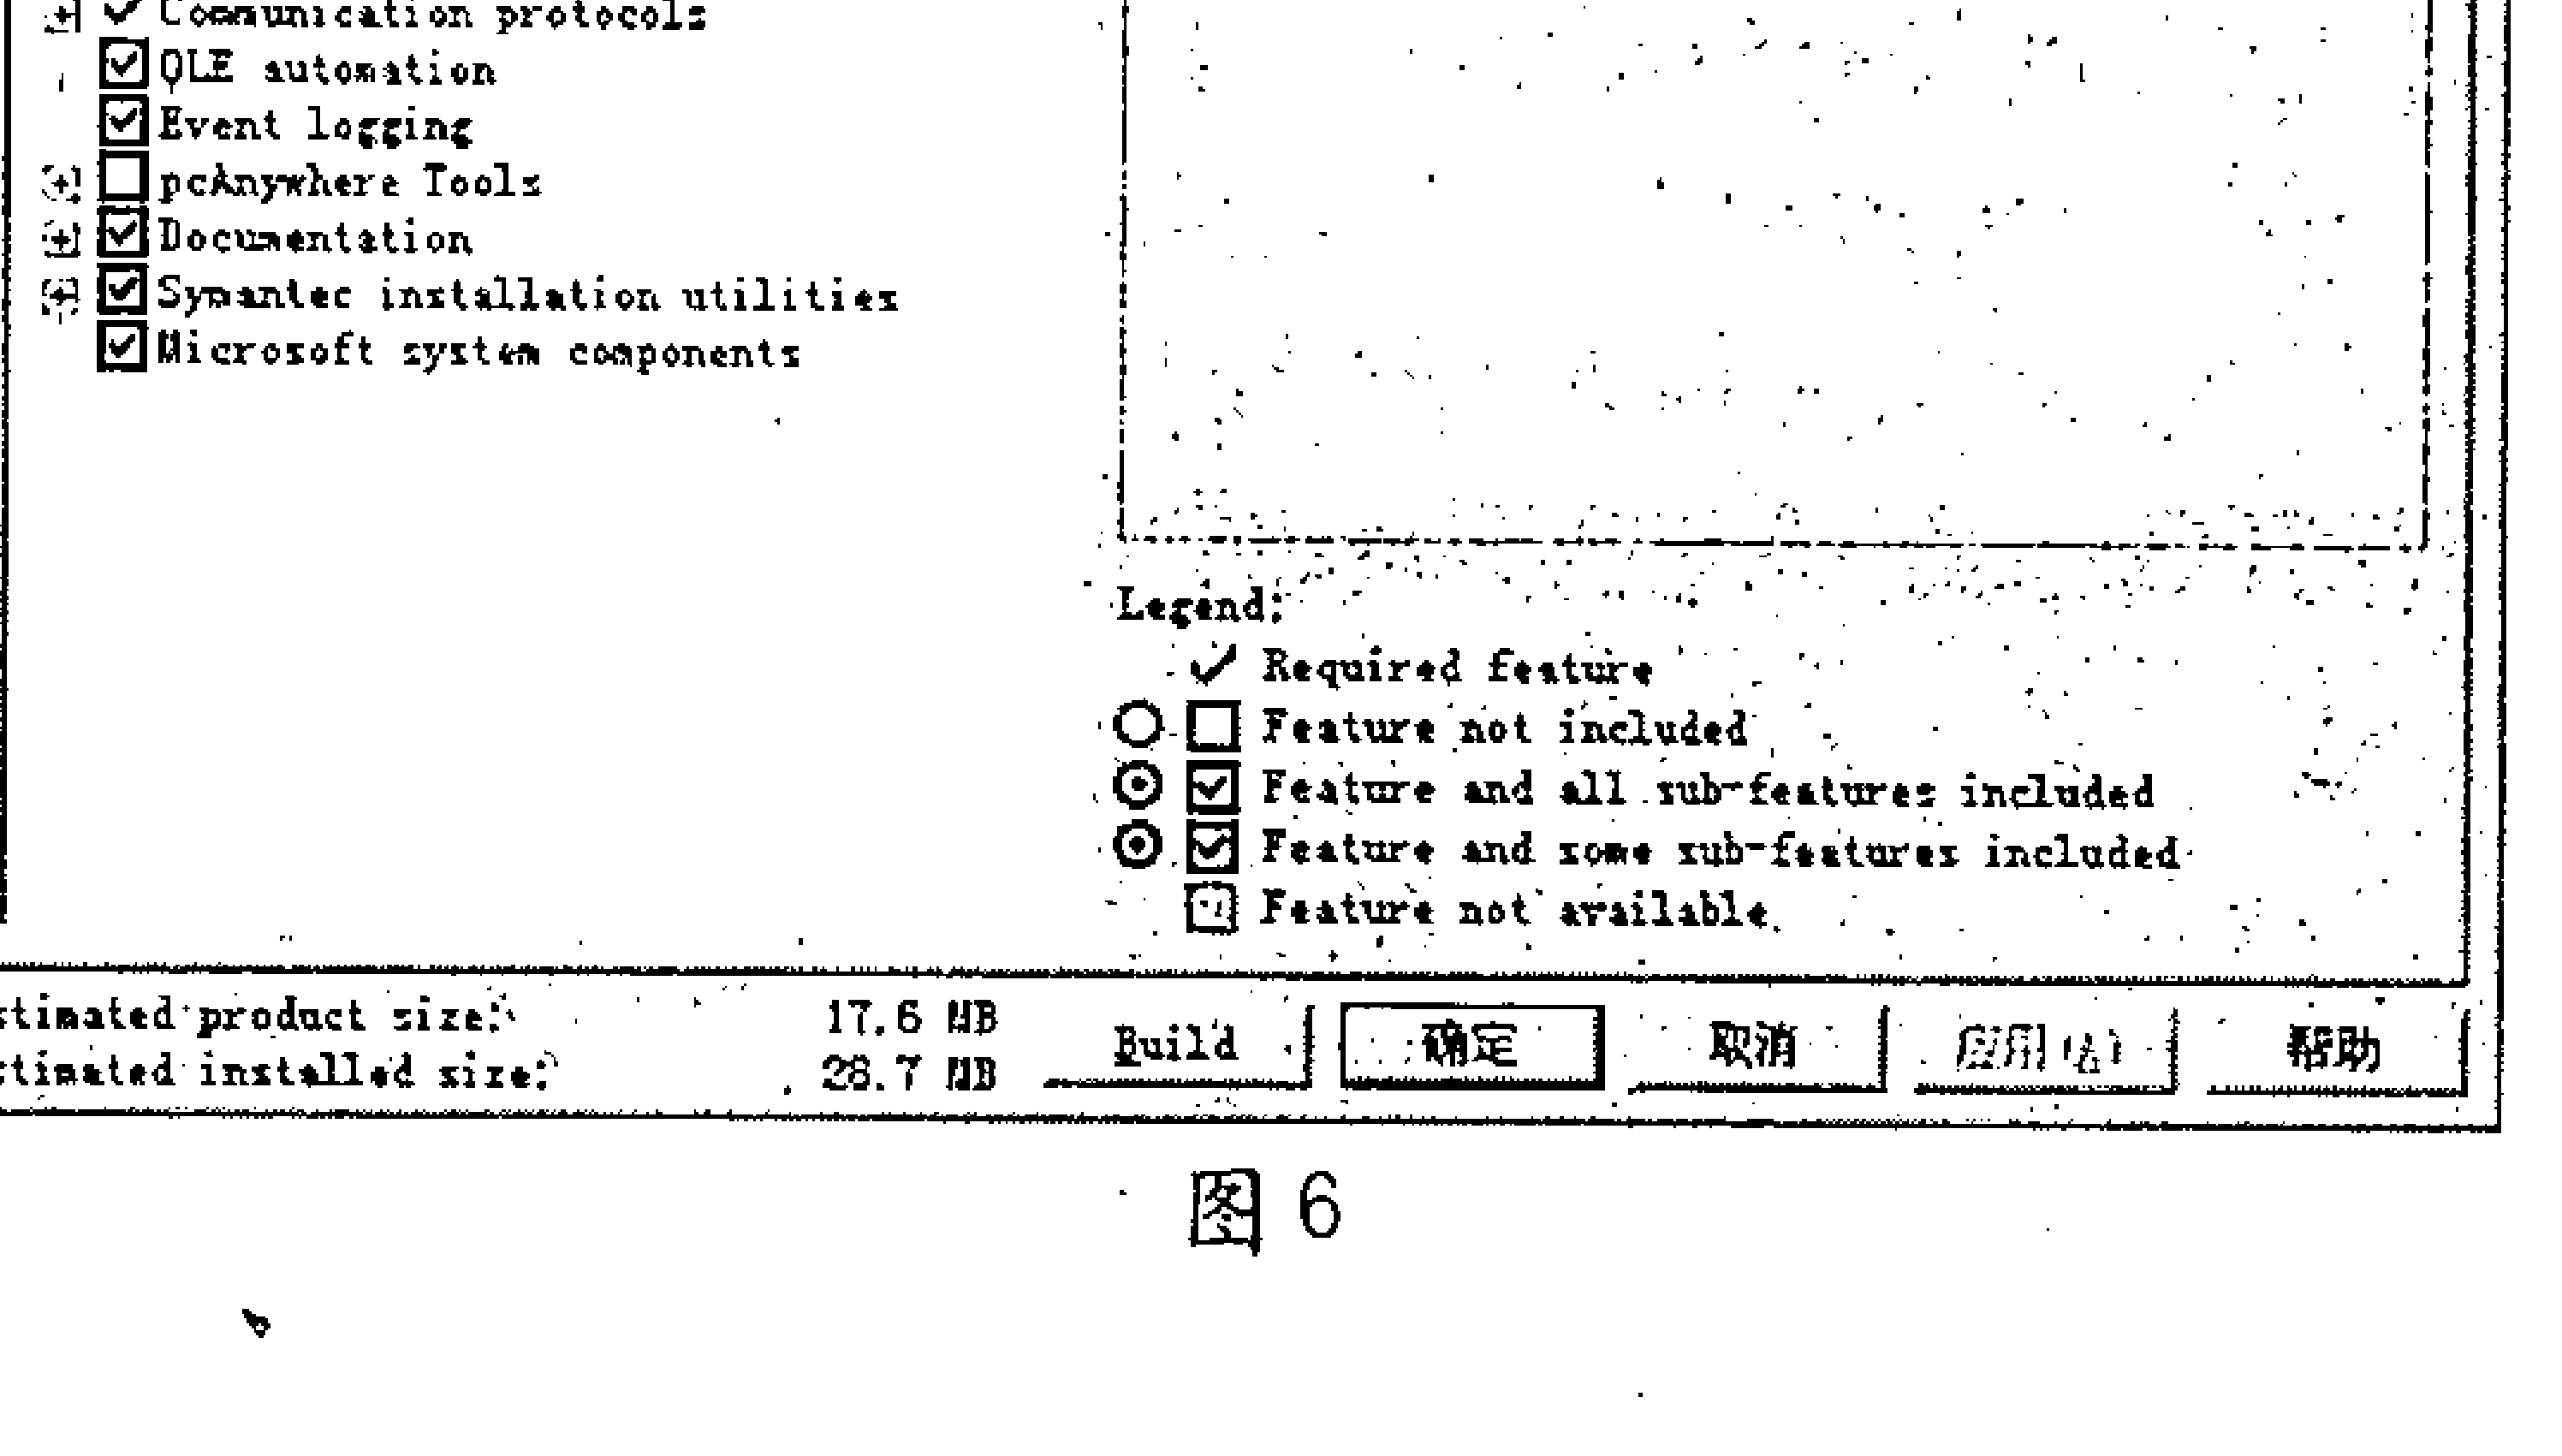 Communication protocols
OLE automation
Event logging
pcAnywhere Tools
Documentation
Symantec installation utilities
Microsoft system components
Legend:
Required feature
Feature not included
Feature and all sub-features included
Feature and some sub-features included
Feature not available
stimated product size: 17.6 MB
stimated installed size: 28.7 MB
Build 确定 取消 应用(A) 帮助
图 6